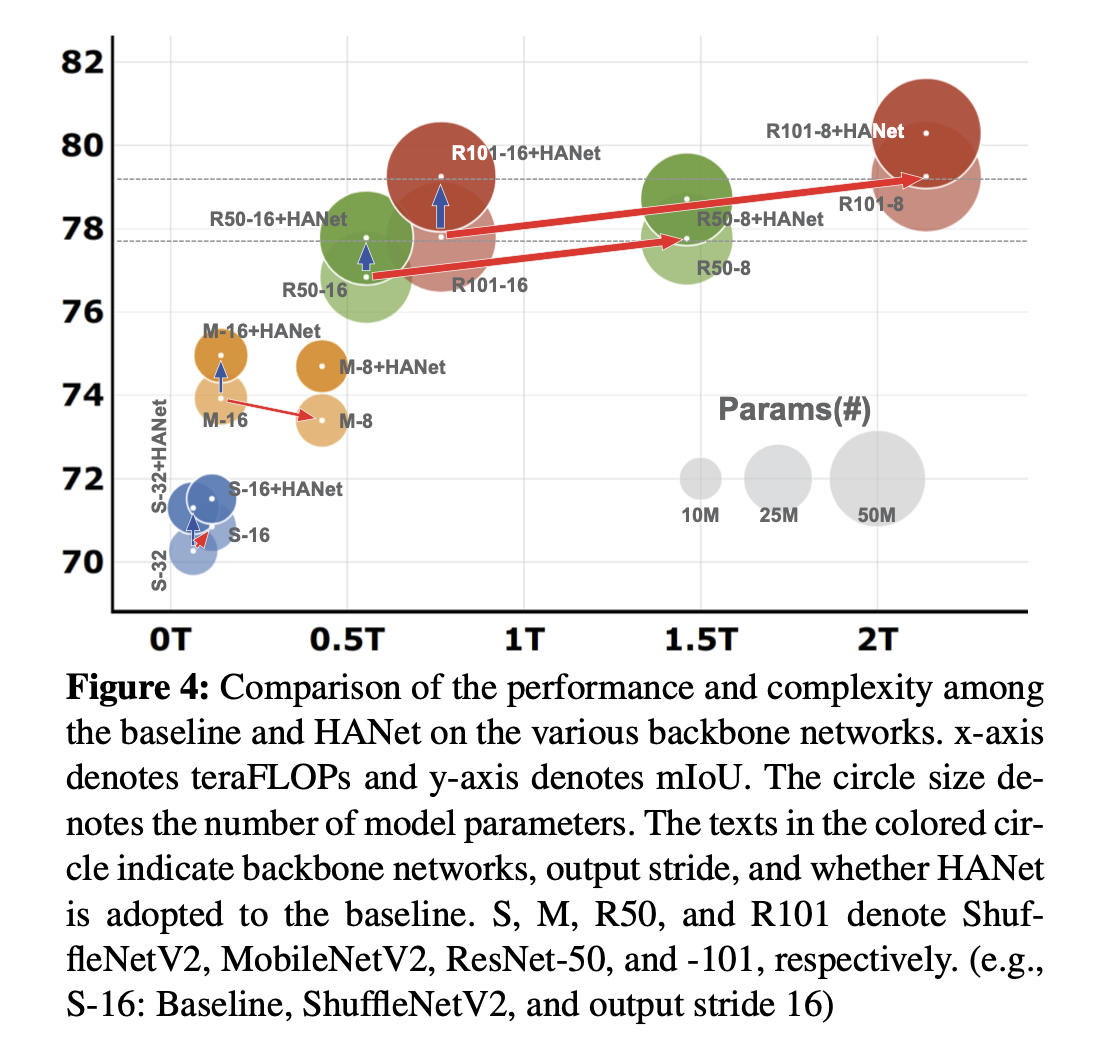 82
80
78
76
74
72
70
R101-8+HANet
R101-16+HANet
R101-8
R50-16+HANet
R50-8+HANet
R50-8
R50-16
R101-16
M-16+HANet
M-8+HANet
M-16
M-8
S-32+HANet
S-16+HANet
S-16
S-32
Params(#)
10M
25M
50M
0T
0.5T
1T
1.5T
2T
Figure 4: Comparison of the performance and complexity among
the baseline and HANet on the various backbone networks. x-axis
denotes teraFLOPs and y-axis denotes mIoU. The circle size de-
notes the number of model parameters. The texts in the colored cir-
cle indicate backbone networks, output stride, and whether HANet
is adopted to the baseline. S, M, R50, and R101 denote Shuf-
fleNetV2, MobileNetV2, ResNet-50, and -101, respectively. (e.g.,
S-16: Baseline, ShuffleNetV2, and output stride 16)